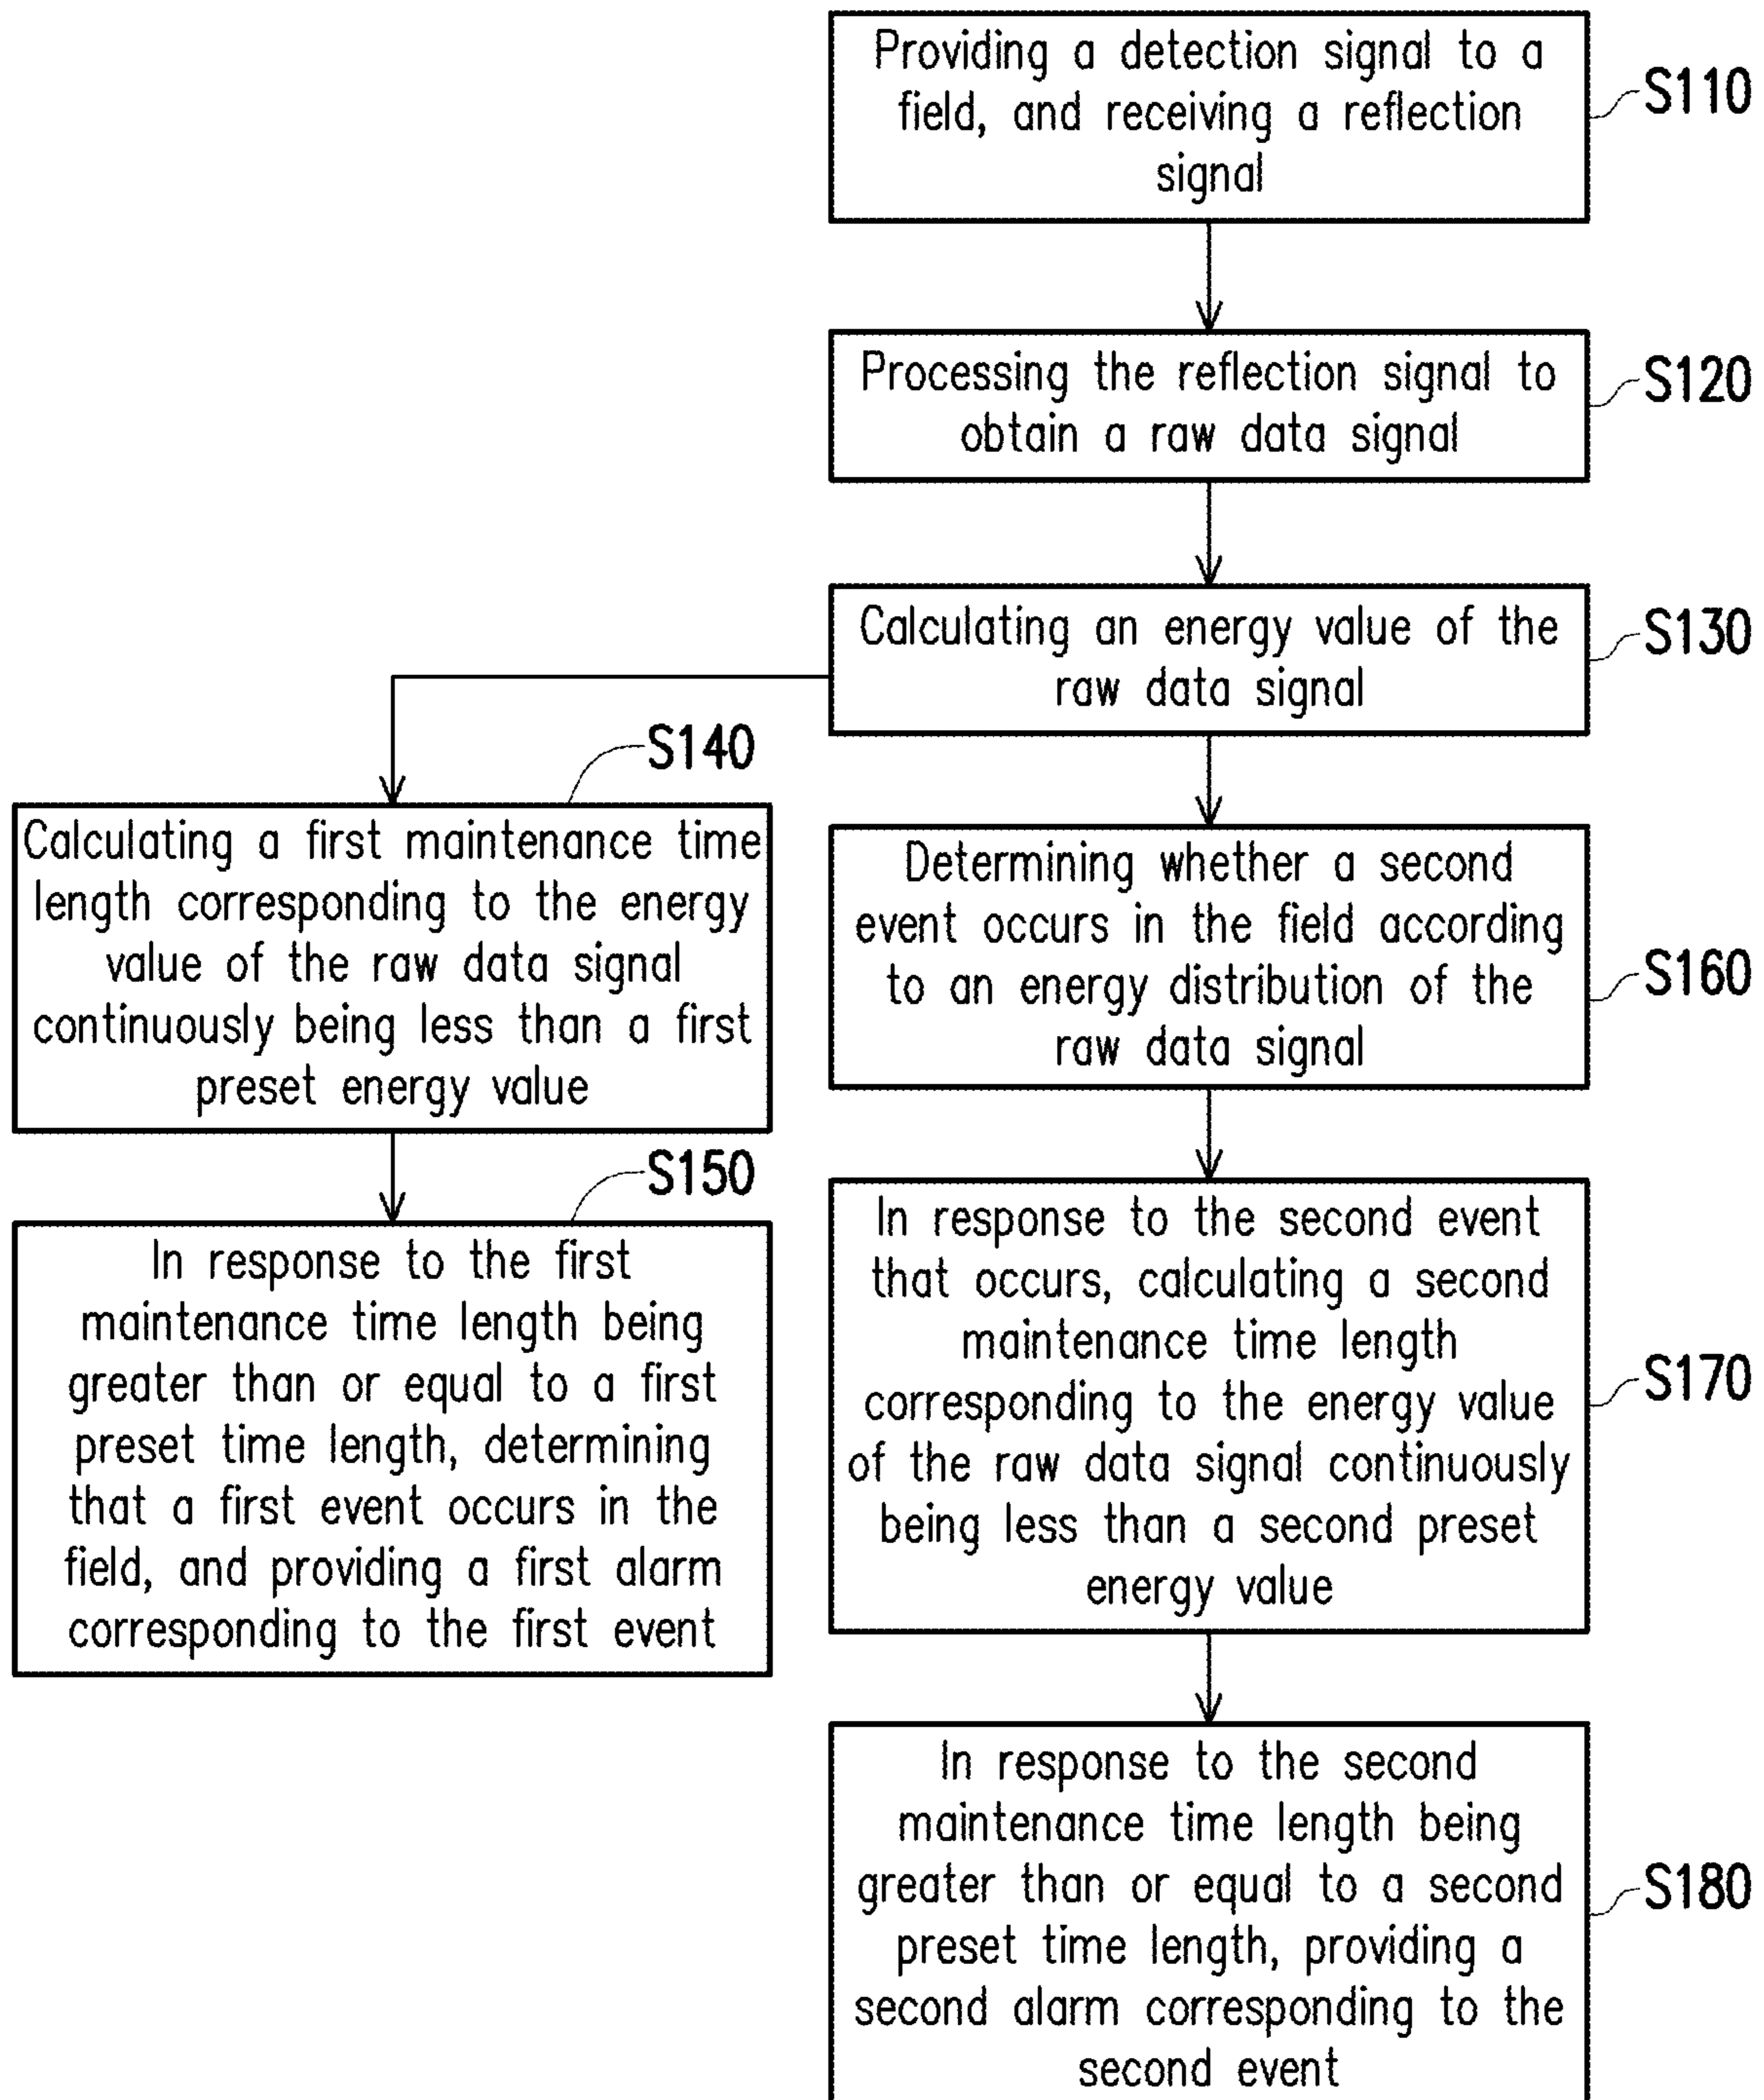 Providing a detection signal to a
field, and receiving a reflection
signal
S110
Processing the reflection signal to
obtain a raw data signal
S120
Calculating an energy value of the
raw data signal
S130
S140
Calculating a first maintenance time
length corresponding to the energy
value of the raw data signal
continuously being less than a first
preset energy value
S150
In response to the first
maintenance time length being
greater than or equal to a first
preset time length, determining
that a first event occurs in the
field, and providing a first alarm
corresponding to the first event
Determining whether a second
event occurs in the field according
to an energy distribution of the
raw data signal
S160
In response to the second event
that occurs, calculating a second
maintenance time length
corresponding to the energy value
of the raw data signal continuously
being less than a second preset
energy value
S170
In response to the second
maintenance time length being
greater than or equal to a second
preset time length, providing a
second alarm corresponding to the
second event
S180